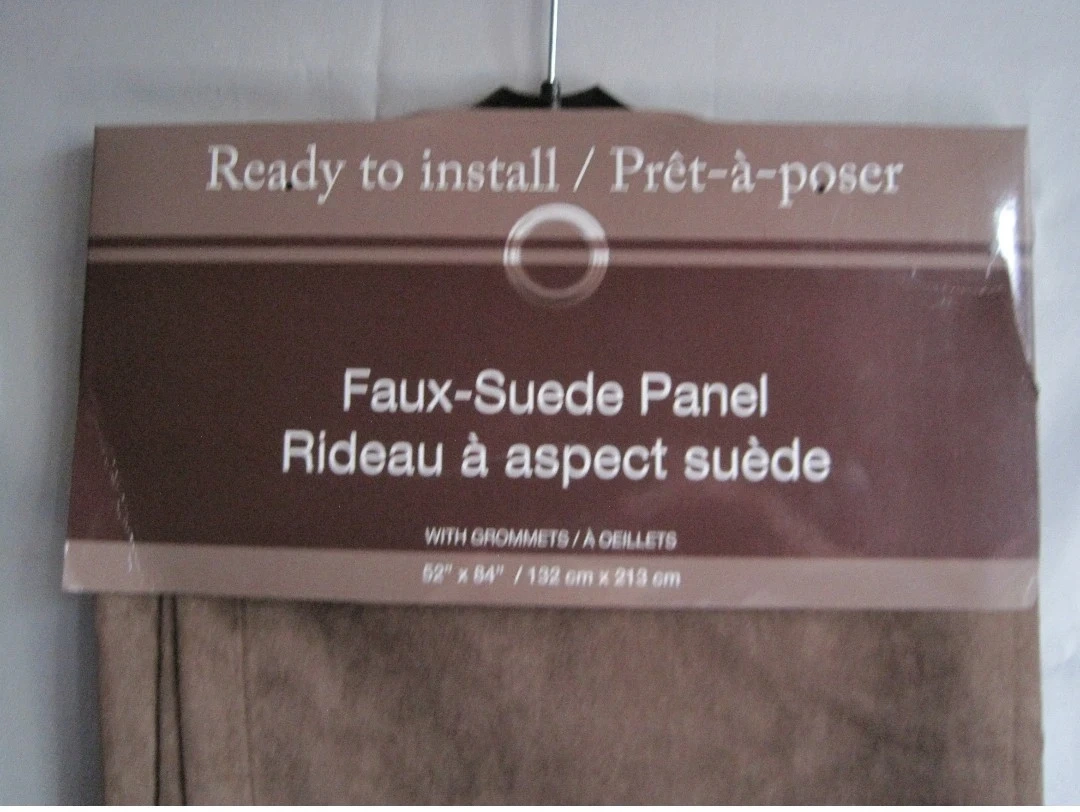 Ready to install / Prêt-à-poser
Faux-Suede Panel
Rideau à aspect suède
WITH GROMMETS / À OEILLETS
52" x 84" / 132 cm x 213 cm